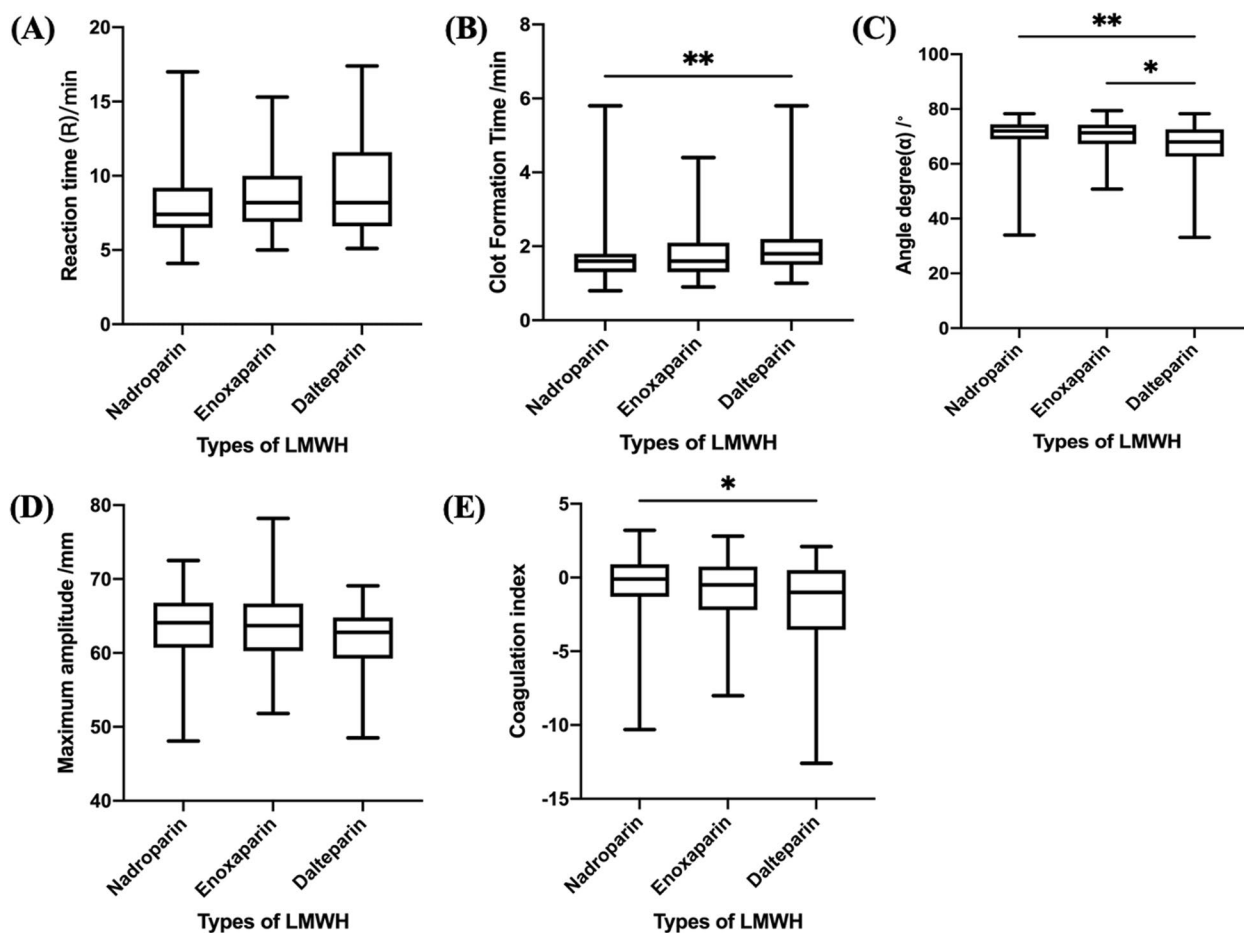 (A)
Reaction time (R)/min
20
15
10
5
0
Nadroparin
Enoxaparin
Dalteparin
Types of LMWH
(B)
Clot Formation Time /min
8
6
4
2
0
**
Nadroparin
Enoxaparin
Dalteparin
Types of LMWH
(C)
Angle degree(α) /°
100
80
60
40
20
0
**
*
Nadroparin
Enoxaparin
Dalteparin
Types of LMWH
(D)
Maximum amplitude /mm
80
70
60
50
40
Nadroparin
Enoxaparin
Dalteparin
Types of LMWH
(E)
Coagulation index
5
0
-5
-10
-15
*
Nadroparin
Enoxaparin
Dalteparin
Types of LMWH